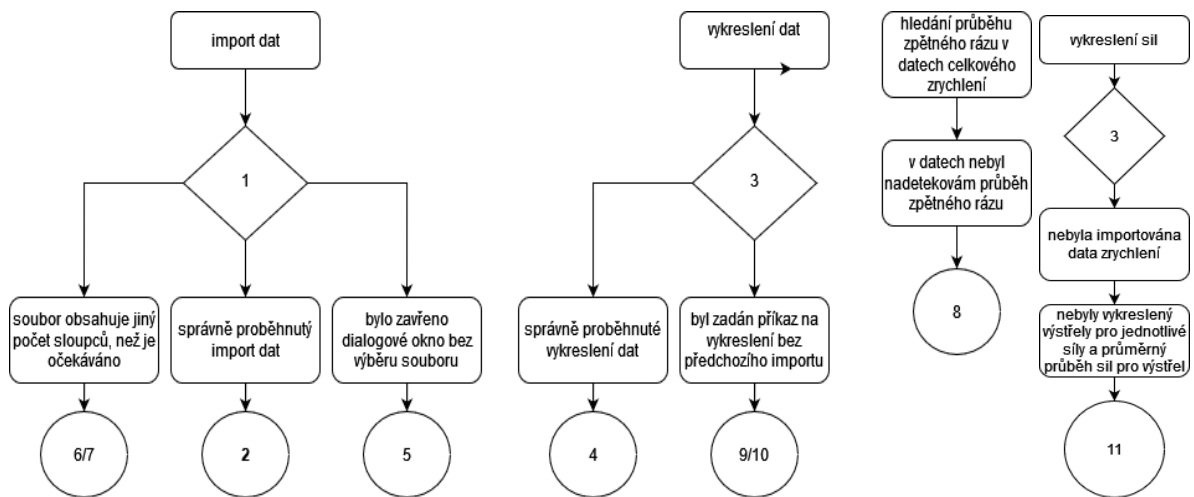 import dat
1
soubor obsahuje jiný
počet sloupců, než je
očekáváno
správně proběhnutý
import dat
bylo zavřeno
dialogové okno bez
výběru souboru
6/7
2
5
vykreslení dat
3
správně proběhnuté
vykreslení dat
byl zadán příkaz na
vykreslení bez
předchozího importu
4
9/10
hledání průběhu
zpětného rázu v
datech celkového
zrychlení
v datech nebyl
nadetekovám průběh
zpětného rázu
8
vykreslení sil
3
nebyla importována
data zrychlení
nebyly vykreslený
výstřely pro jednotlivé
síly a průměrný
průběh sil pro výstřel
11